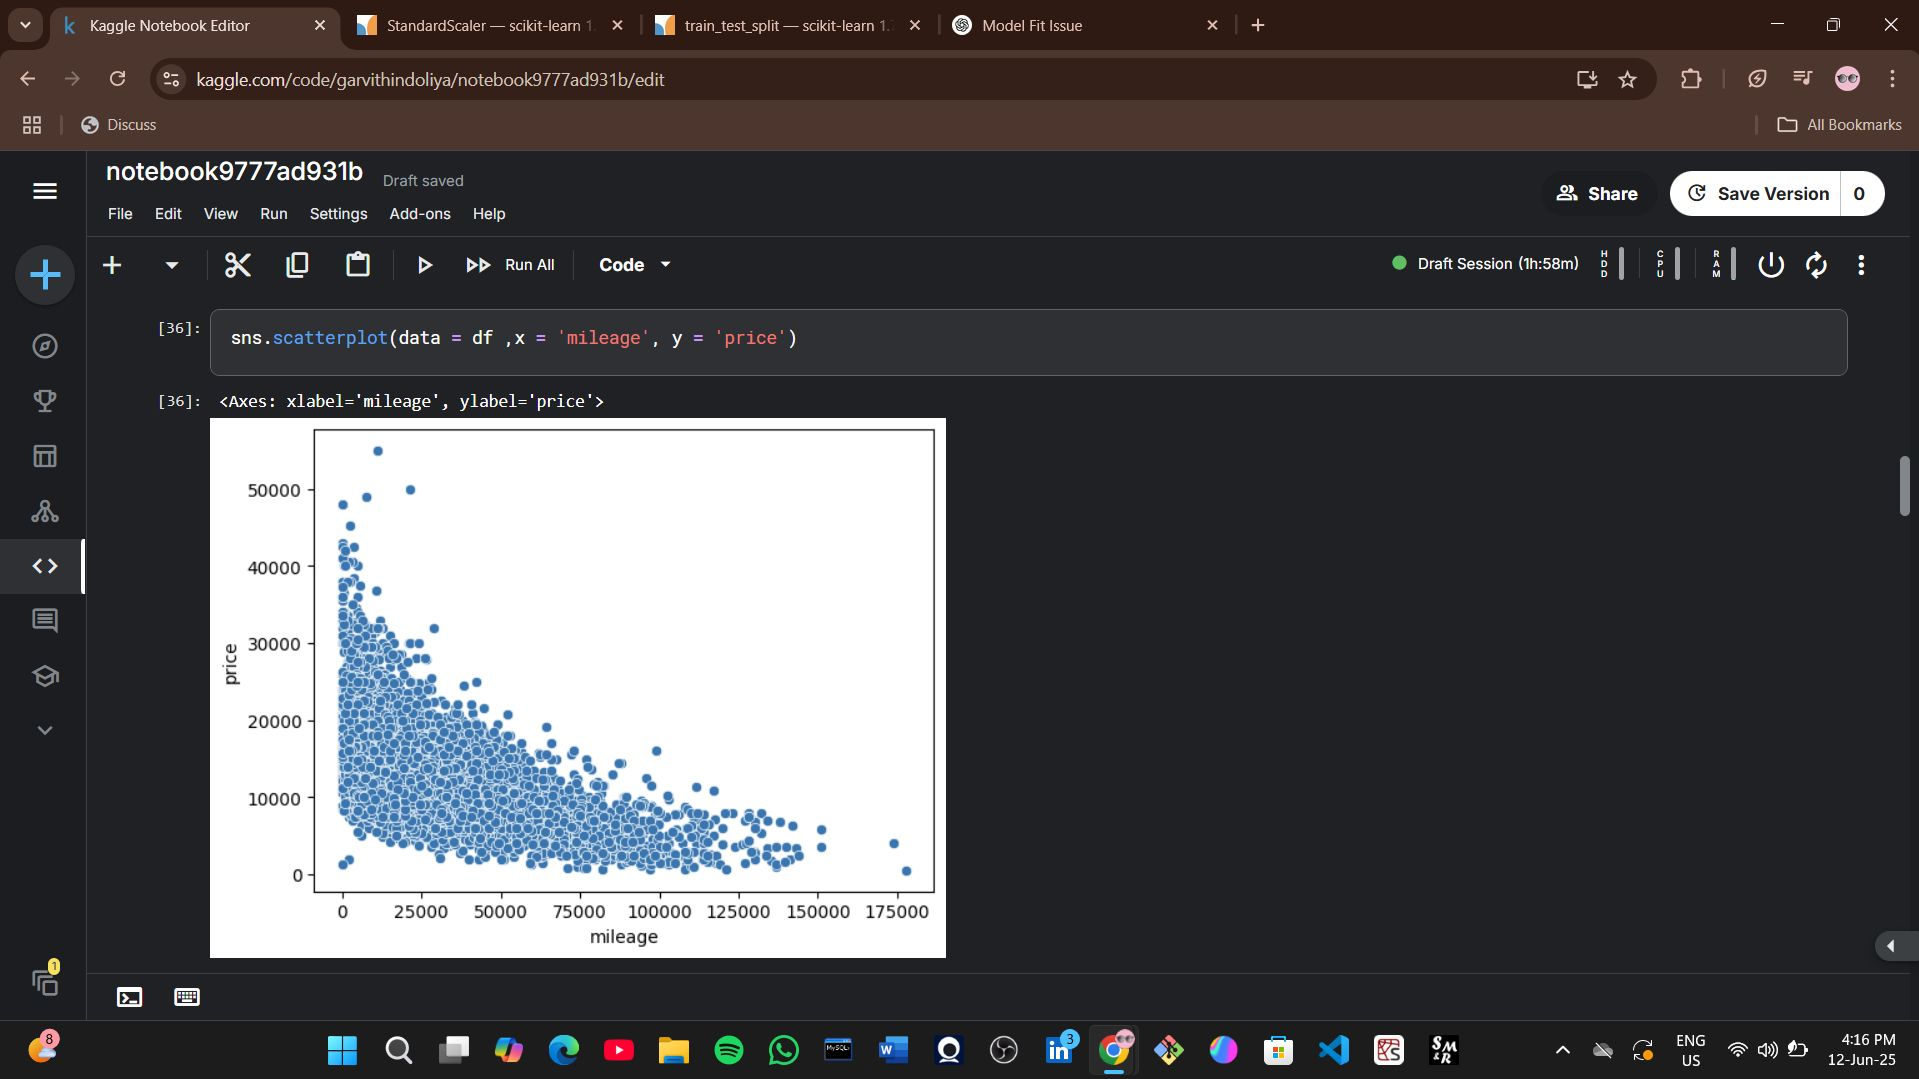 Kaggle Notebook Editor
StandardScaler — scikit-learn 1.
train_test_split — scikit-learn 1.
Model Fit Issue
kaggle.com/code/garvithindoliya/notebook9777ad931b/edit
Discuss
All Bookmarks
notebook9777ad931b
Draft saved
File Edit View Run Settings Add-ons Help
Share
Save Version
0
Run All
Code
Draft Session (1h:58m)
HDD
CPU
RAM
[36]:
sns.scatterplot(data = df ,x = 'mileage', y = 'price')
[36]:
<Axes: xlabel='mileage', ylabel='price'>
50000
40000
30000
20000
10000
0
price
0 25000 50000 75000 100000 125000 150000 175000
mileage
1
8
MySQL
3
SM
&R
ENG
US
4:16 PM
12-Jun-25